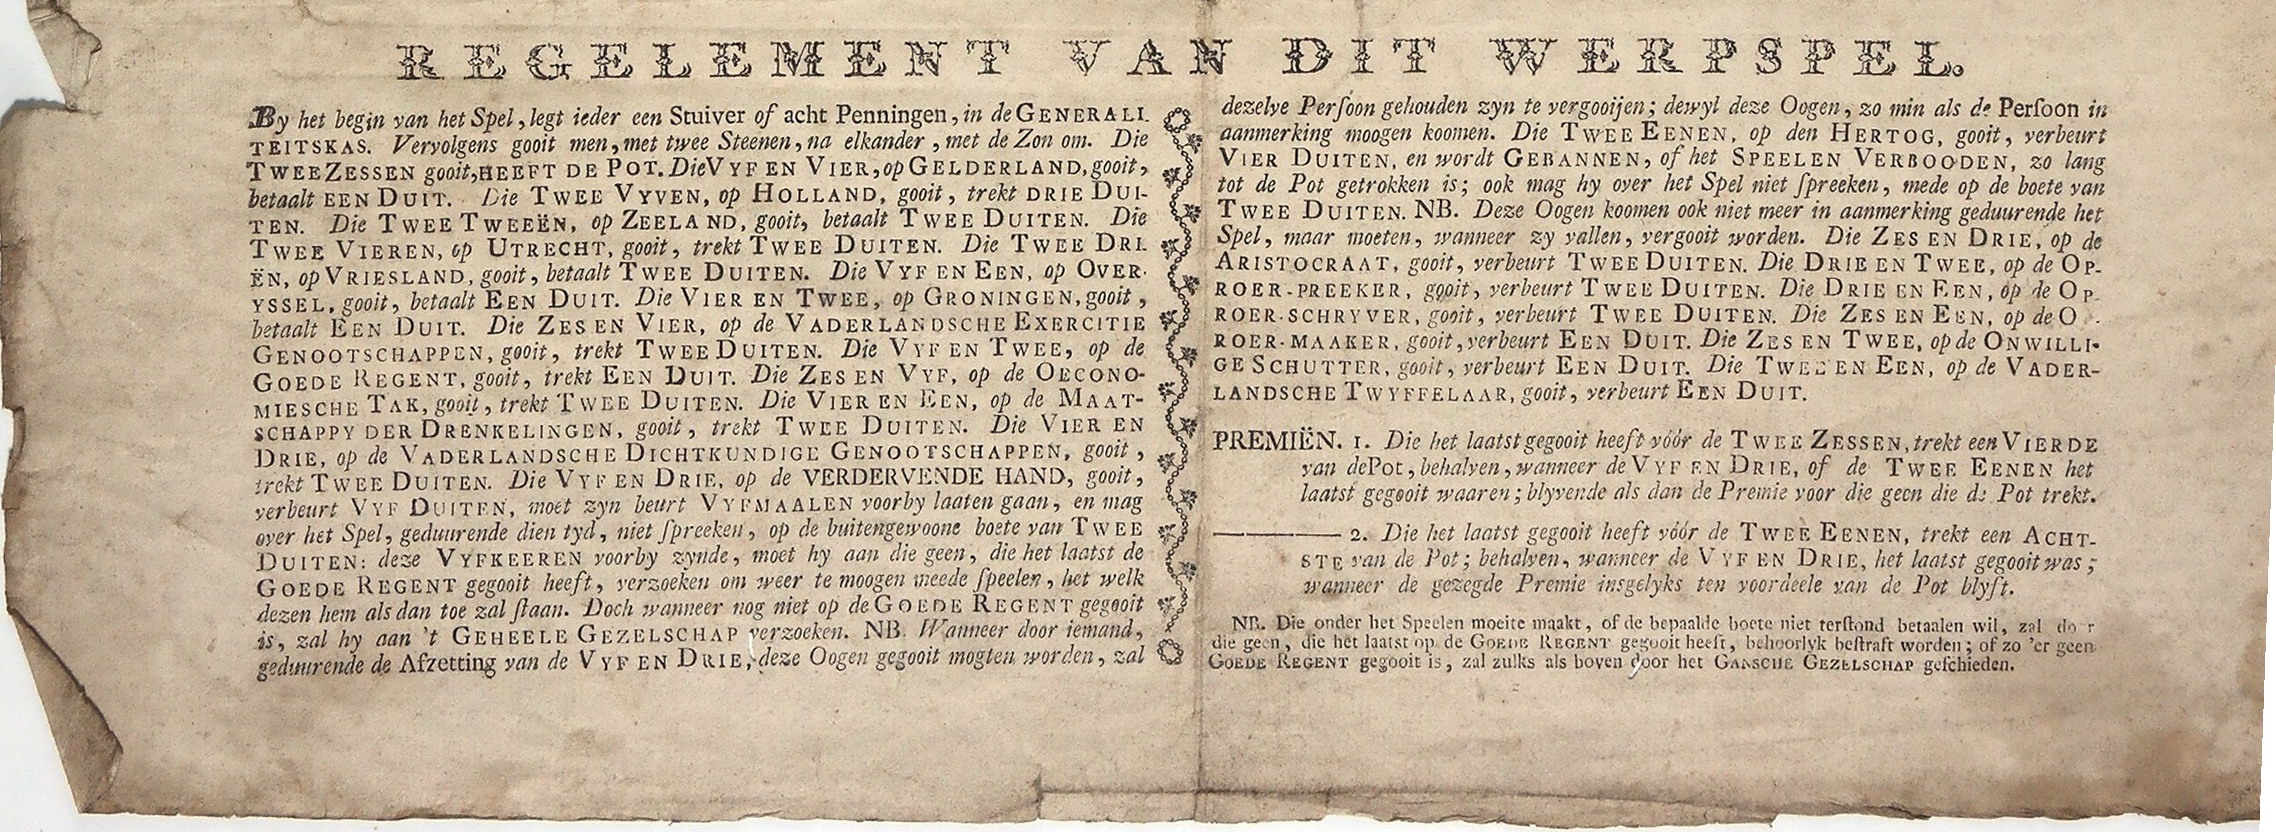 REGELEMENT VAN DIT WERPSPEL.
By het begin van het Spel, legt ieder een Stuiver of acht Penningen, in de GENERALI
TEITSKAS. Vervolgens gooit men, met twee Steenen, na elkander, met de Zon om. Die
TWEE ZESSEN gooit, HEEFT DE POT. Die VYF EN VIER, op GELDERLAND, gooit,
betaalt EEN DUIT. Die TWEE VYVEN, op HOLLAND, gooit, trekt DRIE DUI-
TEN. Die TWEE TWEEËN, op ZEELAND, gooit, betaalt TWEE DUITEN. Die
TWEE VIEREN, op UTRECHT, gooit, trekt TWEE DUITEN. Die TWEE DRI.
ËN, op VRIESLAND, gooit, betaalt TWEE DUITEN. Die VYF EN EEN, op OVER-
YSSEL, gooit, betaalt EEN DUIT. Die VIER EN TWEE, op GRONINGEN, gooit,
betaalt EEN DUIT. Die ZES EN VIER, op de VADERLANDSCHE EXERCITIE
GENOOTSCHAPPEN, gooit, trekt TWEE DUITEN. Die VYF EN TWEE, op de
GOEDE REGENT, gooit, trekt EEN DUIT. Die ZES EN VYF, op de OECONO-
MIESCHE TAK, gooit, trekt TWEE DUITEN. Die VIER EN EEN, op de MAAT-
SCHAPPY DER DRENKELINGEN, gooit, trekt TWEE DUITEN. Die VIER EN
DRIE, op de VADERLANDSCHE DICHTKUNDIGE GENOOTSCHAPPEN, gooit,
trekt TWEE DUITEN. Die VYF EN DRIE, op de VERDERVENDE HAND, gooit,
verbeurt VYF DUITEN, moet zyn beurt VYFMAALEN voorby laaten gaan, en mag
over het Spel, geduurende dien tyd, niet ſpreeken, op de buitengewoone boete van TWEE
DUITEN: deze VYFKEEREN voorby zynde, moet hy aan die geen, die het laatst de
GOEDE REGENT gegooit heeft, verzoeken om weer te moogen meede ſpeelen, het welk
dezen hem als dan toe zal ſtaan. Doch wanneer nog niet op de GOEDE REGENT gegooit
is, zal hy aan 't GEHEELE GEZELSCHAP verzoeken. NB. Wanneer door iemand,
geduurende de Afzetting van de VYF EN DRIE, deze Oogen gegooit mogten worden, zal
dezelve Perſoon gehouden zyn te vergooijen; dewyl deze Oogen, zo min als de Perſoon in
aanmerking moogen koomen. Die TWEE EENEN, op den HERTOG, gooit, verbeurt
VIER DUITEN, en wordt GEBANNEN, of het SPEELEN VERBOODEN, zo lang
tot de Pot getrokken is; ook mag hy over het Spel niet ſpreeken, mede op de boete van
TWEE DUITEN. NB. Deze Oogen koomen ook niet meer in aanmerking geduurende het
Spel, maar moeten, wanneer zy vallen, vergooit worden. Die ZES EN DRIE, op de
ARISTOCRAAT, gooit, verbeurt TWEE DUITEN. Die DRIE EN TWEE, op de OP-
ROER-PREEKER, gooit, verbeurt TWEE DUITEN. Die DRIE EN EEN, op de OP-
ROER-SCHRYVER, gooit, verbeurt TWEE DUITEN. Die ZES EN EEN, op de O
ROER-MAAKER, gooit, verbeurt EEN DUIT. Die ZES EN TWEE, op de ONWILLI-
GE SCHUTTER, gooit, verbeurt EEN DUIT. Die TWEE EN EEN, op de VADER-
LANDSCHE TWYFFELAAR, gooit, verbeurt EEN DUIT.
PREMIËN. 1. Die het laatst gegooit heeft vóór de TWEE ZESSEN, trekt een VIERDE
van de Pot, behalven, wanneer de VYF EN DRIE, of de TWEE EENEN het
laatst gegooit waaren; blyvende als dan de Premie voor die geen die de Pot trekt.
———— 2. Die het laatst gegooit heeft vóór de TWEE EENEN, trekt een ACHT-
STE van de Pot; behalven, wanneer de VYF EN DRIE, het laatst gegooit was;
wanneer de gezegde Premie insgelyks ten voordeele van de Pot blyft.
NB. Die onder het Speelen moeite maakt, of de bepaalde boete niet terſtond betaalen wil, zal door
die geen, die het laatst op de GOEDE REGENT gegooit heeft, behoorlyk beſtraft worden; of zo 'er geen
GOEDE REGENT gegooit is, zal zulks als boven door het GANSCHE GEZELSCHAP geſchieden.